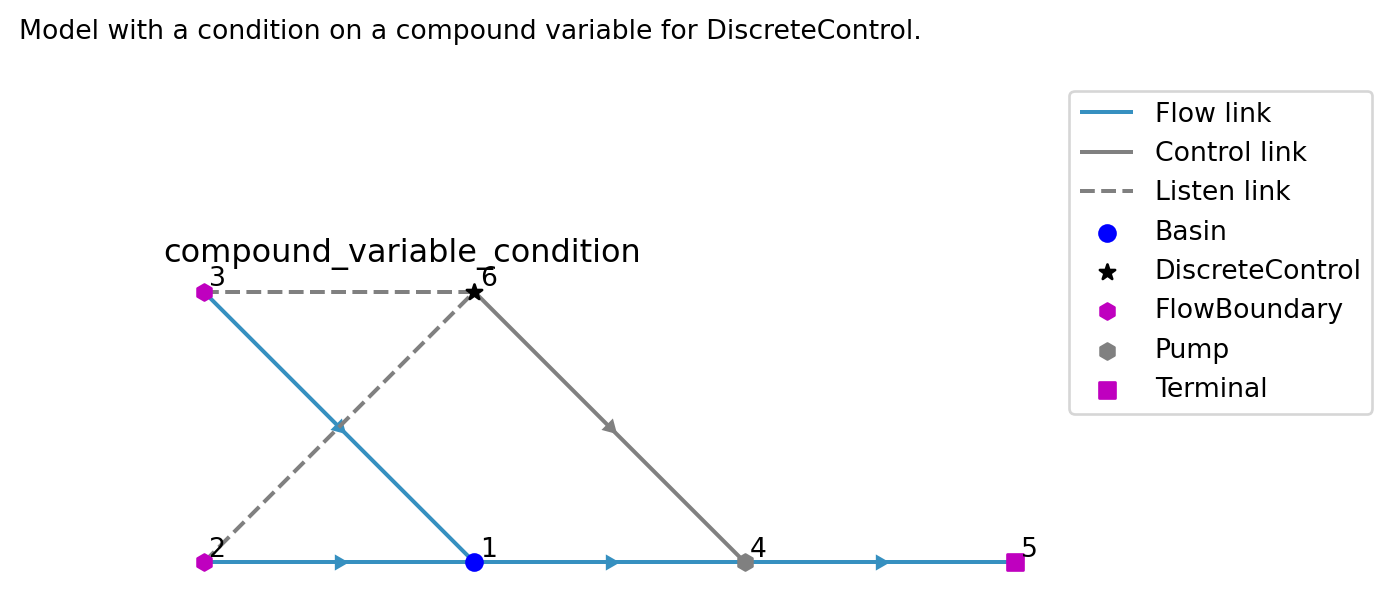 Model with a condition on a compound variable for DiscreteControl.
Flow link
Control link
Listen link
Basin
DiscreteControl
FlowBoundary
Pump
Terminal
compound_variable_condition
3
6
2
1
4
5